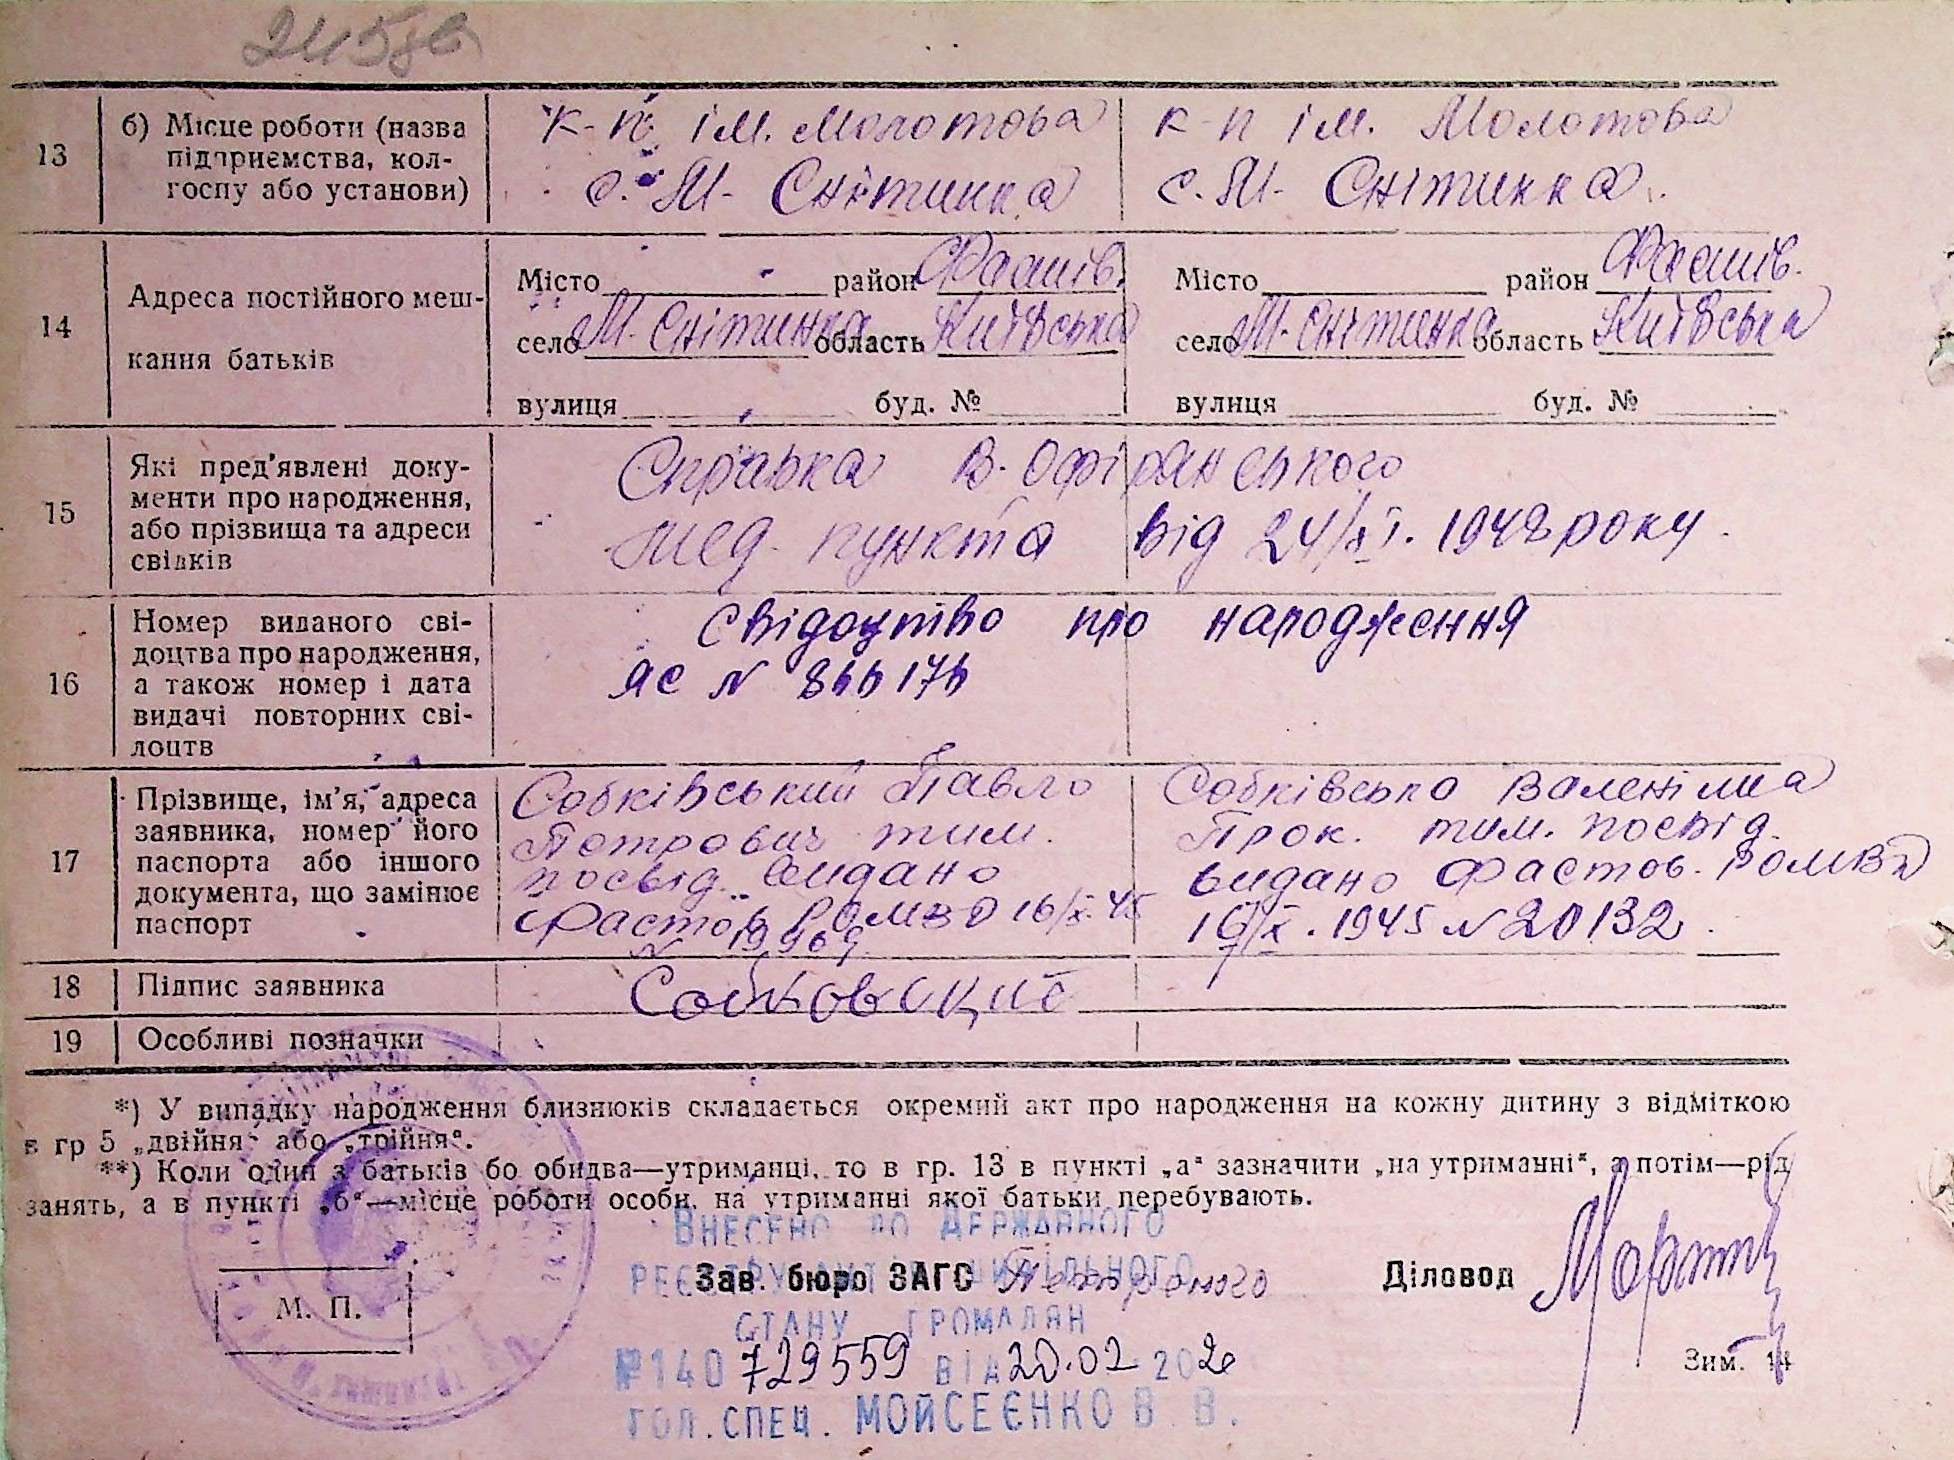 13
б) Місце роботи (назва
підприємства, кол-
госпу або установи)
к-п ім. Молотова
с. М- Снітинка
к-п ім. Молотова
с. М- Снітинка
14
Адреса постійного меш-
кання батьків
Місто район Фастів.
село М. Снітинка область Київська
вулиця буд. №
Місто район Фастів.
село М- Снітинка область Київська
вулиця буд. №
15
Які пред'явлені доку-
менти про народження,
або прізвища та адреси
свідків
Справка В. Офірянського
мед. пункта від 24/XI. 1948 року
16
Номер виданого сві-
доцтва про народження,
а також номер і дата
видачі повторних сві-
доцтв
Свідоцтво про народження
ЯС №
17
Прізвище, ім'я, адреса
заявника, номер його
паспорта або іншого
документа, що замінює
паспорт
Собківський Павло
Петрович тим.
посвід. видано
Фастов РОМВД 16/X. 45
№ 19969
Собківсько Валентина
Прок. тим. посвід.
видано Фастов. РОМВД
16/X. 1945 № 20132
18
Підпис заявника
Собковский
19
Особливі позначки
*) У випадку народження близнюків складається окремий акт про народження на кожну дитину з відміткою
в гр 5 „двійня“ або „трійня“.
**) Коли один з батьків бо обидва—утриманці, то в гр. 13 в пункті „а“ зазначити „на утриманні“, а потім—рід
занять, а в пункті „б“—місце роботи особи, на утриманні якої батьки перебувають.
Внесено до Державного
реєстру актів цивільного
стану громадян
№ 140 729559 від 20.02 2020
гол. спец. Мойсеєнко В. В.
М. П.
Зав. бюро ЗАГС
Діловод
Зим. 14